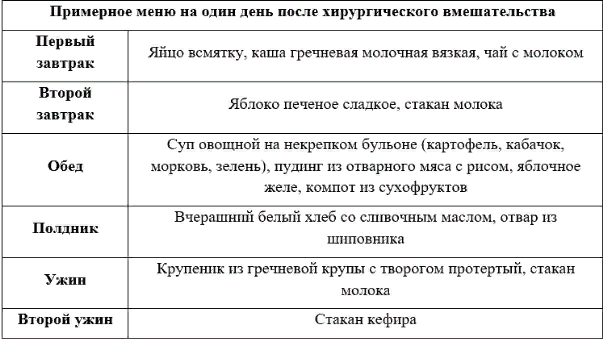 Примерное меню на один день после хирургического вмешательства
Первый
завтрак
Яйцо всмятку, каша гречневая молочная вязкая, чай с молоком
Второй
завтрак
Яблоко печеное сладкое, стакан молока
Обед
Суп овощной на некрепком бульоне (картофель, кабачок,
морковь, зелень), пудинг из отварного мяса с рисом, яблочное
желе, компот из сухофруктов
Полдник
Вчерашний белый хлеб со сливочным маслом, отвар из
шиповника
Ужин
Крупеник из гречневой крупы с творогом протертый, стакан
молока
Второй ужин
Стакан кефира